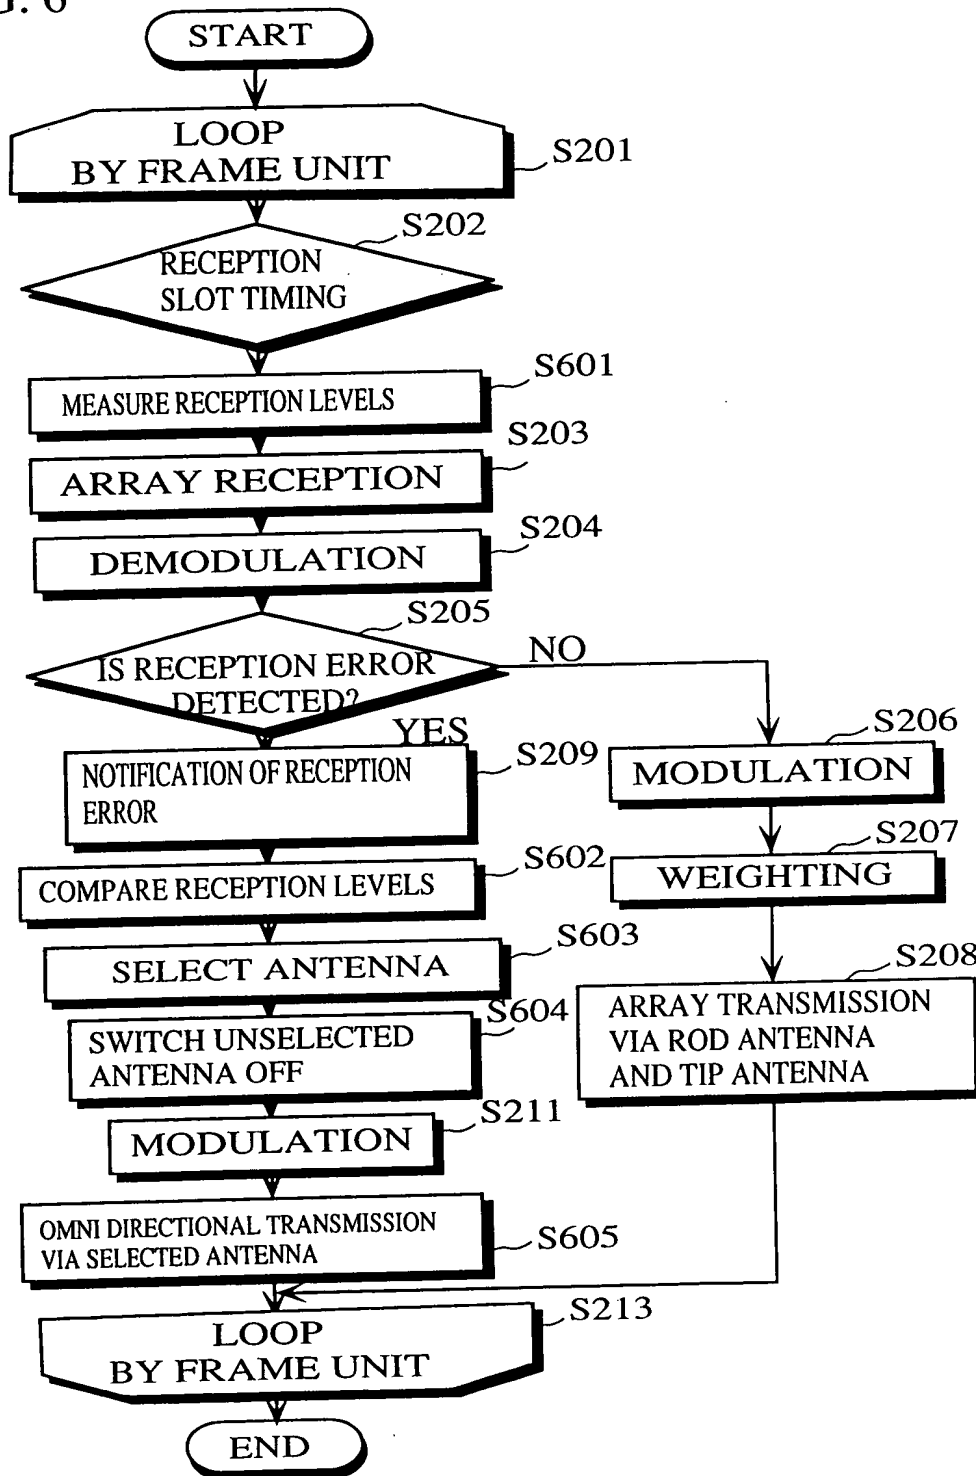 G. 6
START
LOOP
BY FRAME UNIT
S201
S202
RECEPTION
SLOT TIMING
S601
MEASURE RECEPTION LEVELS
S203
ARRAY RECEPTION
S204
DEMODULATION
S205
IS RECEPTION ERROR
DETECTED?
NO
YES
S206
MODULATION
S207
WEIGHTING
S208
ARRAY TRANSMISSION
VIA ROD ANTENNA
AND TIP ANTENNA
S209
NOTIFICATION OF RECEPTION
ERROR
S602
COMPARE RECEPTION LEVELS
S603
SELECT ANTENNA
S604
SWITCH UNSELECTED
ANTENNA OFF
S211
MODULATION
OMNI DIRECTIONAL TRANSMISSION
VIA SELECTED ANTENNA
S605
S213
LOOP
BY FRAME UNIT
END